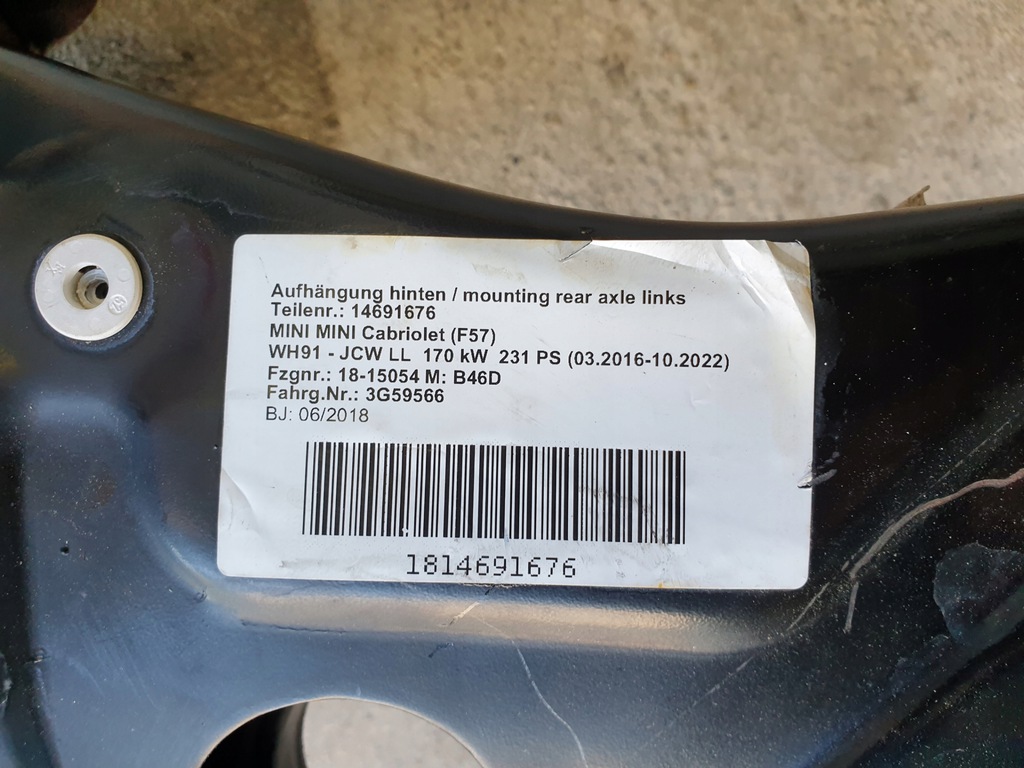 Aufhängung hinten / mounting rear axle links
Teilenr.: 14691676
MINI MINI Cabriolet (F57)
WH91 - JCW LL 170 kW 231 PS (03.2016-10.2022)
Fzgnr.: 18-15054 M: B46D
Fahrg.Nr.: 3G59566
BJ: 06/2018
1814691676